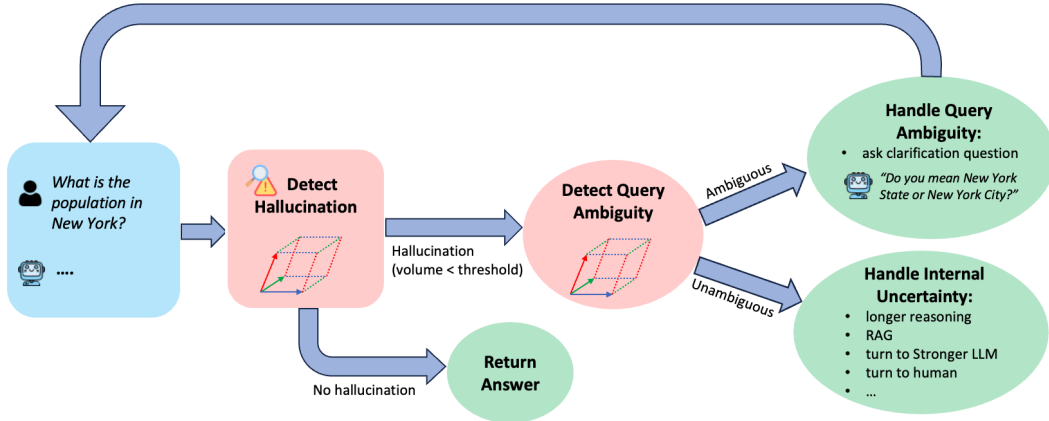 What is the
population in
New York?
....
Detect
Hallucination
Hallucination
(volume < threshold)
No hallucination
Return
Answer
Detect Query
Ambiguity
Ambiguous
Unambiguous
Handle Query
Ambiguity:
• ask clarification question
“Do you mean New York
State or New York City?”
Handle Internal
Uncertainty:
• longer reasoning
• RAG
• turn to Stronger LLM
• turn to human
• ...